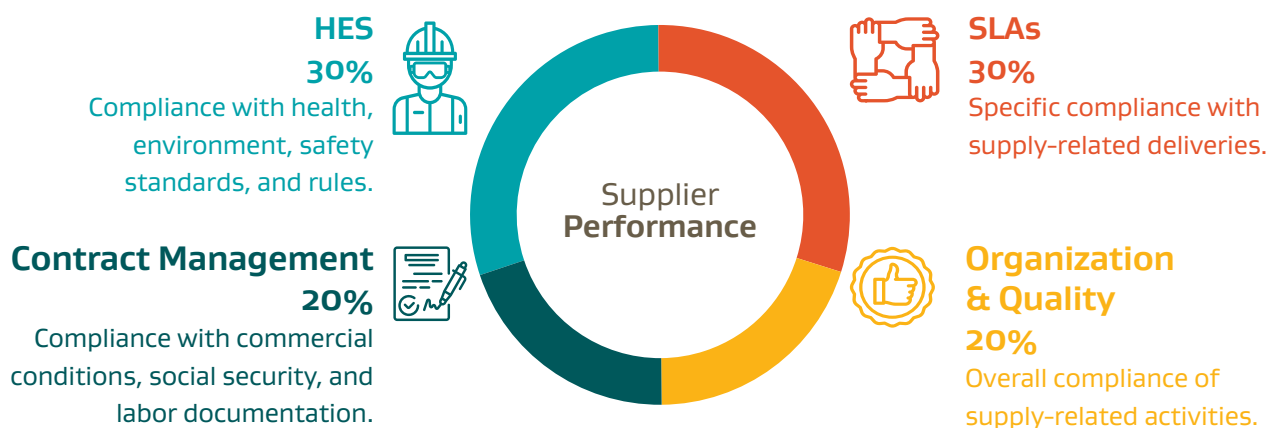 HES
30%
Compliance with health,
environment, safety
standards, and rules.
SLAs
30%
Specific compliance with
supply-related deliveries.
Supplier
Performance
Contract Management
20%
Compliance with commercial
conditions, social security, and
labor documentation.
Organization
& Quality
20%
Overall compliance of
supply-related activities.